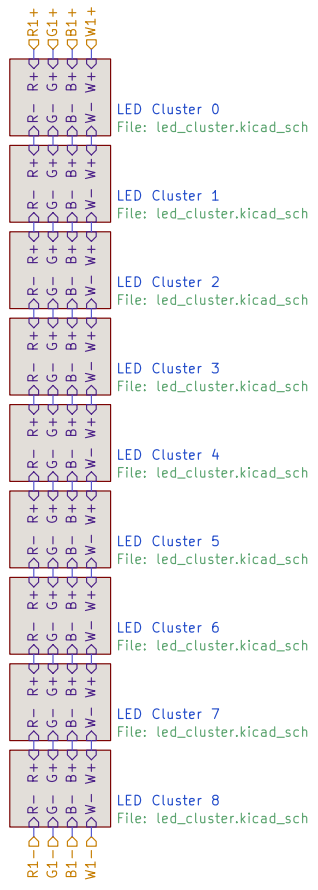 R1+ G1+ B1+ W1+
R+ G+ B+ W+
R- G- B- W-
LED Cluster 0
File: led_cluster.kicad_sch
R+ G+ B+ W+
R- G- B- W-
LED Cluster 1
File: led_cluster.kicad_sch
R+ G+ B+ W+
R- G- B- W-
LED Cluster 2
File: led_cluster.kicad_sch
R+ G+ B+ W+
R- G- B- W-
LED Cluster 3
File: led_cluster.kicad_sch
R+ G+ B+ W+
R- G- B- W-
LED Cluster 4
File: led_cluster.kicad_sch
R+ G+ B+ W+
R- G- B- W-
LED Cluster 5
File: led_cluster.kicad_sch
R+ G+ B+ W+
R- G- B- W-
LED Cluster 6
File: led_cluster.kicad_sch
R+ G+ B+ W+
R- G- B- W-
LED Cluster 7
File: led_cluster.kicad_sch
R+ G+ B+ W+
R- G- B- W-
LED Cluster 8
File: led_cluster.kicad_sch
R1- G1- B1- W1-